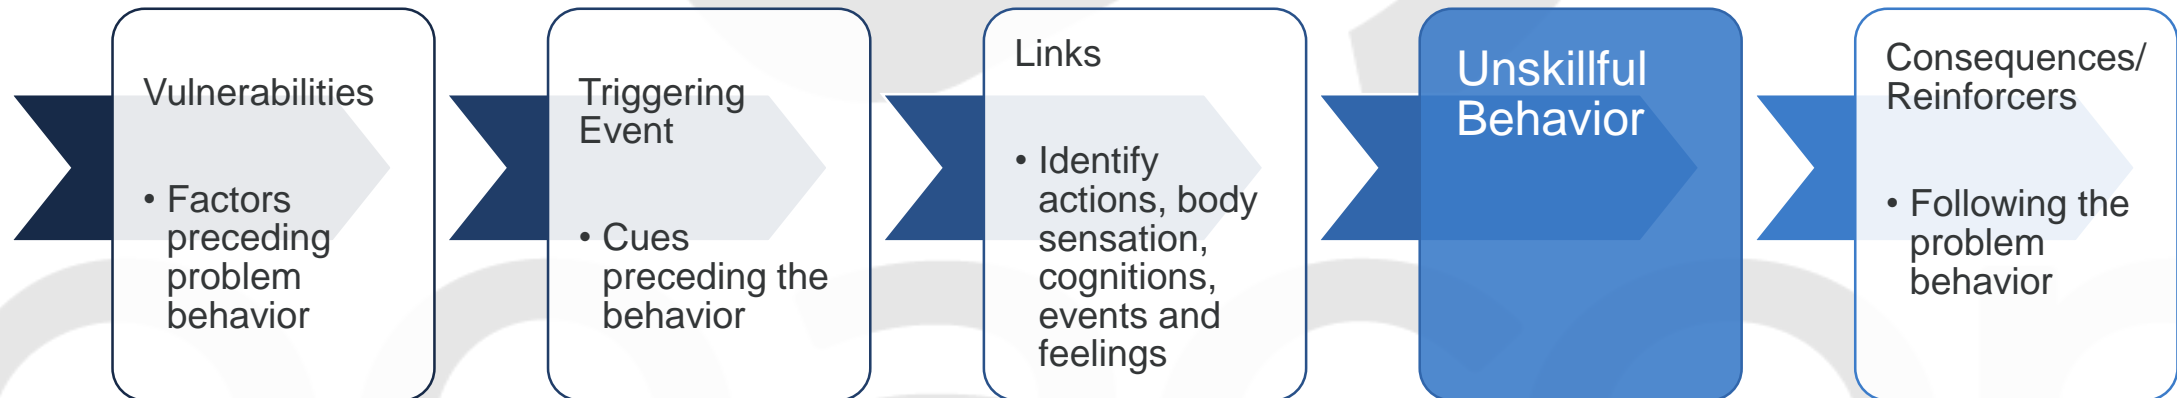 Vulnerabilities
• Factors
preceding
problem
behavior
Triggering
Event
• Cues
preceding the
behavior
Links
• Identify
actions, body
sensation,
cognitions,
events and
feelings
Unskillful
Behavior
Consequences/
Reinforcers
• Following the
problem
behavior